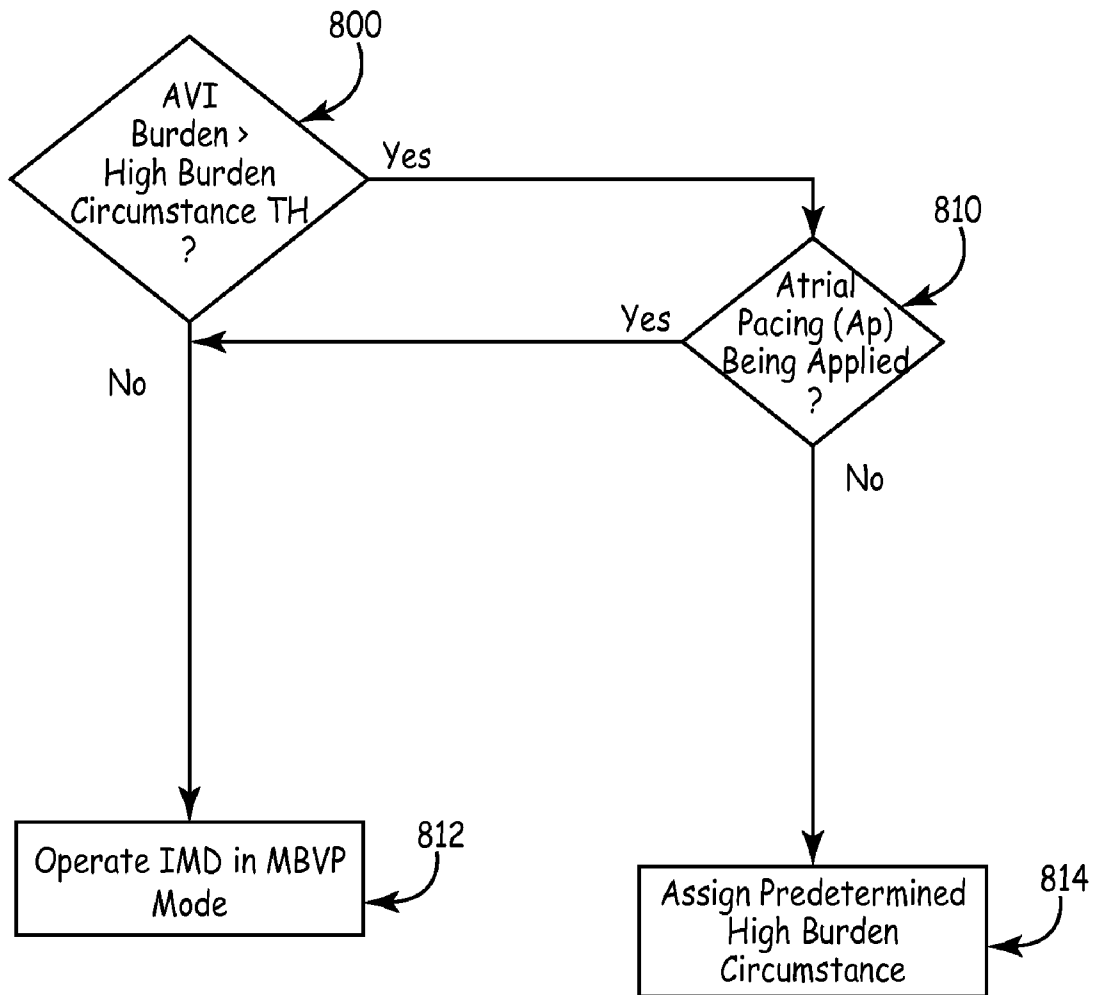 800
AVI
Burden >
High Burden
Circumstance TH
?
Yes
810
Atrial
Pacing (Ap)
Being Applied
?
Yes
No
No
812
Operate IMD in MBVP
Mode
814
Assign Predetermined
High Burden
Circumstance